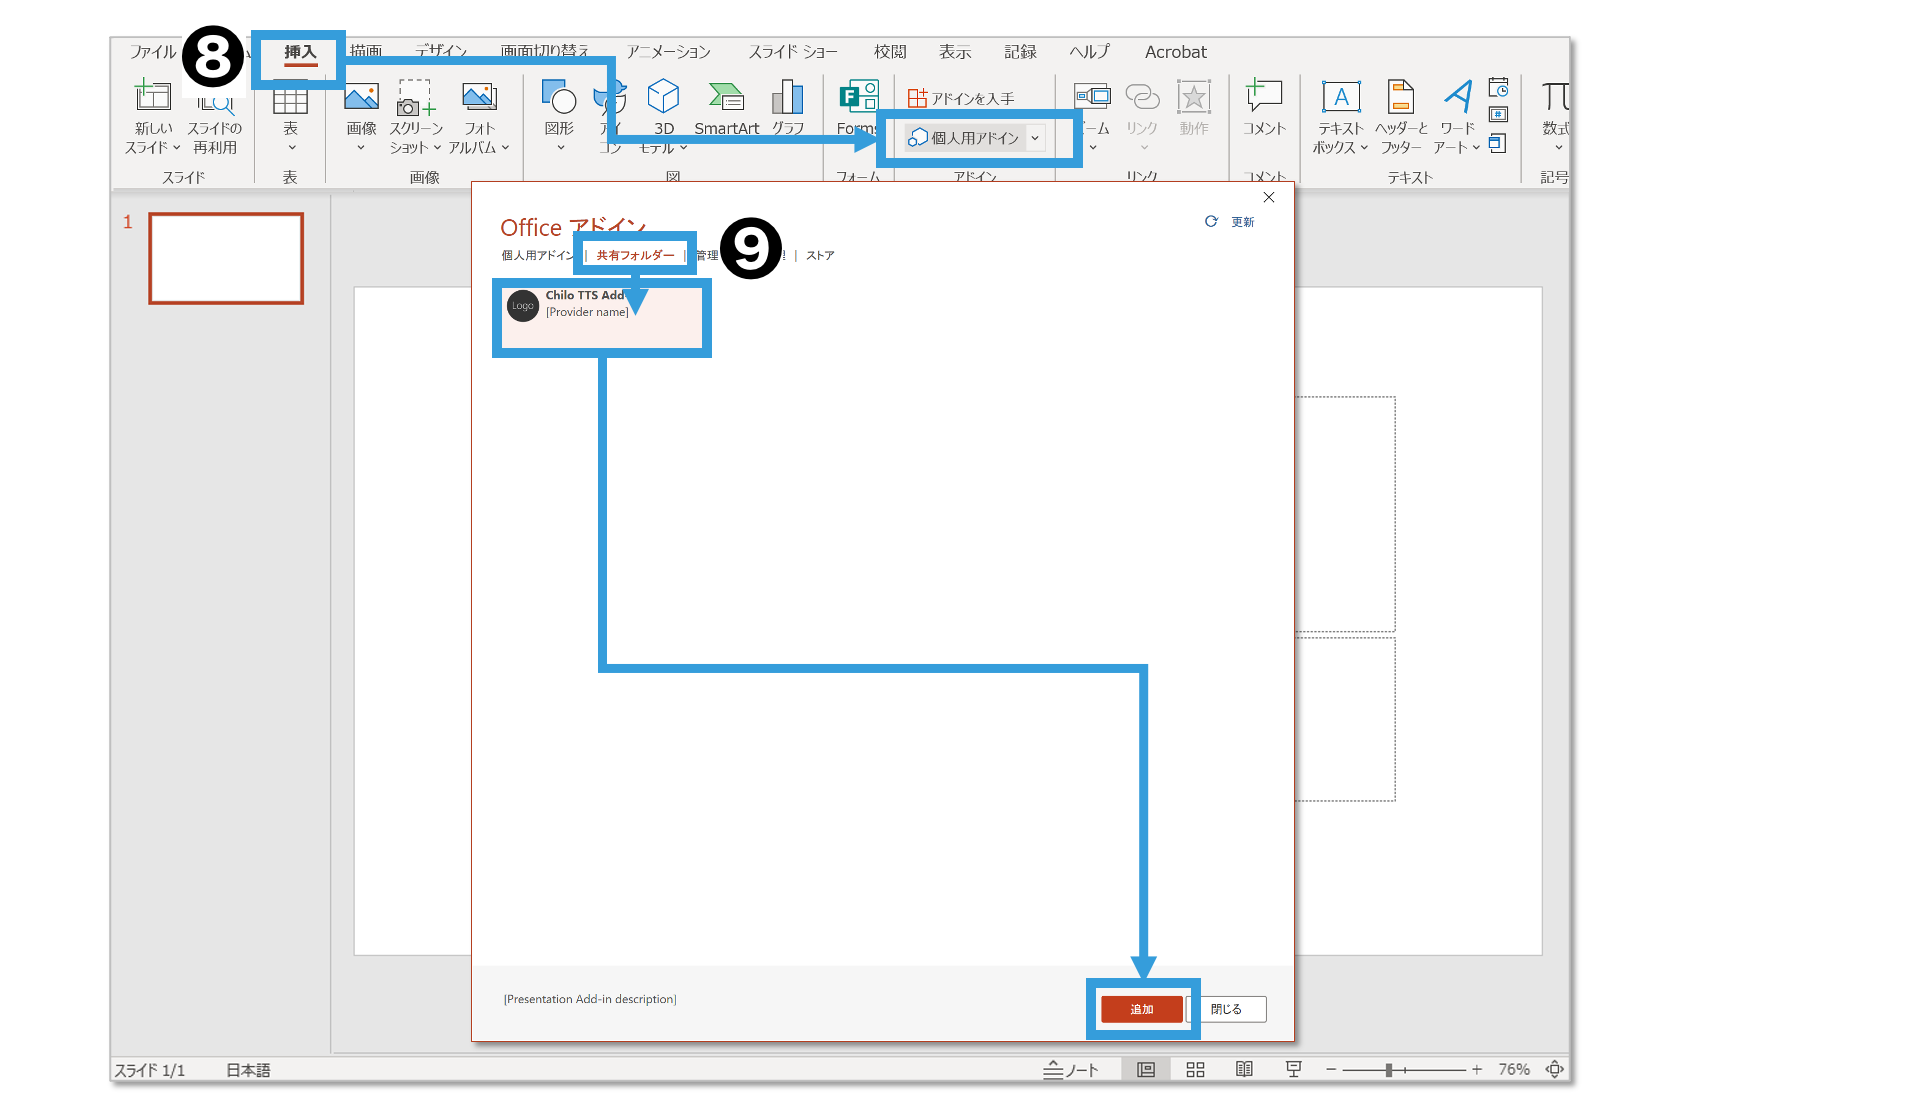 8
ファイル 挿入 描画 デザイン 画面切り替え アニメーション スライド ショー 校閲 表示 記録 ヘルプ Acrobat
新しい
スライド
スライドの
再利用
表
画像
スクリーン
ショット
フォト
アルバム
図形
アイ
コン
3D
モデル
SmartArt
グラフ
Forms
アドインを入手
個人用アドイン
ーム
リンク
動作
コメント
A
テキスト
ボックス
ヘッダーと
フッター
ワード
アート
数式
スライド 表 画像 図 フォーム アドイン リンク コメント テキスト 記号
1
Office アドイン
更新
9
個人用アドイン | 共有フォルダー | 管理 | ストア
Logo
Chilo TTS Add
[Provider name]
[Presentation Add-in description]
追加
閉じる
スライド 1/1 日本語 ノート 76%